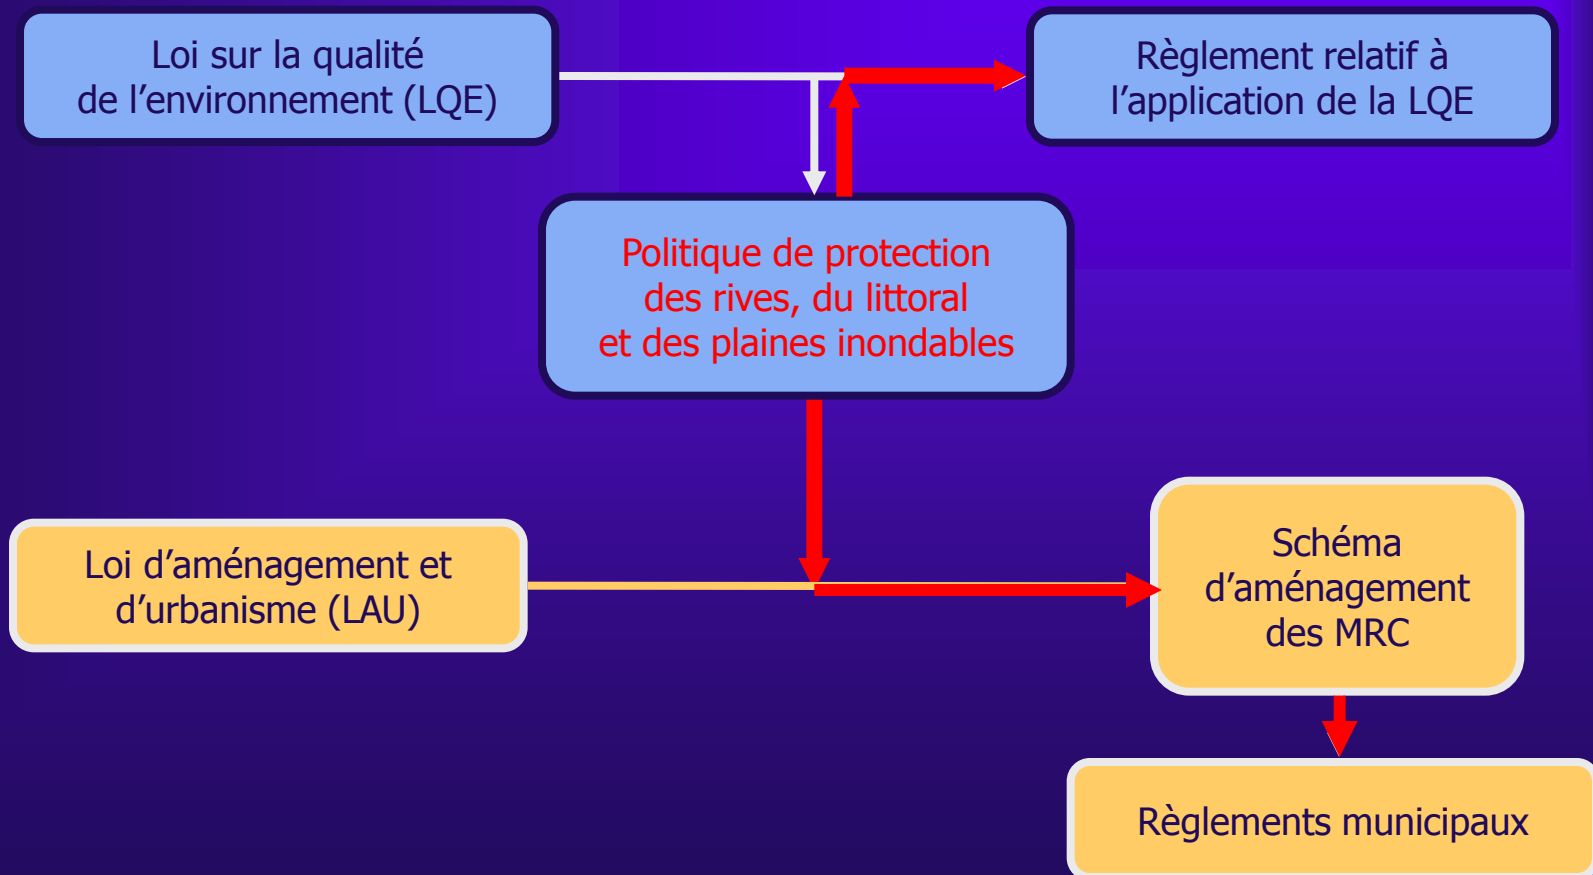 Loi sur la qualité
de l’environnement (LQE)
Règlement relatif à
l’application de la LQE
Politique de protection
des rives, du littoral
et des plaines inondables
Loi d’aménagement et
d’urbanisme (LAU)
Schéma
d’aménagement
des MRC
Règlements municipaux